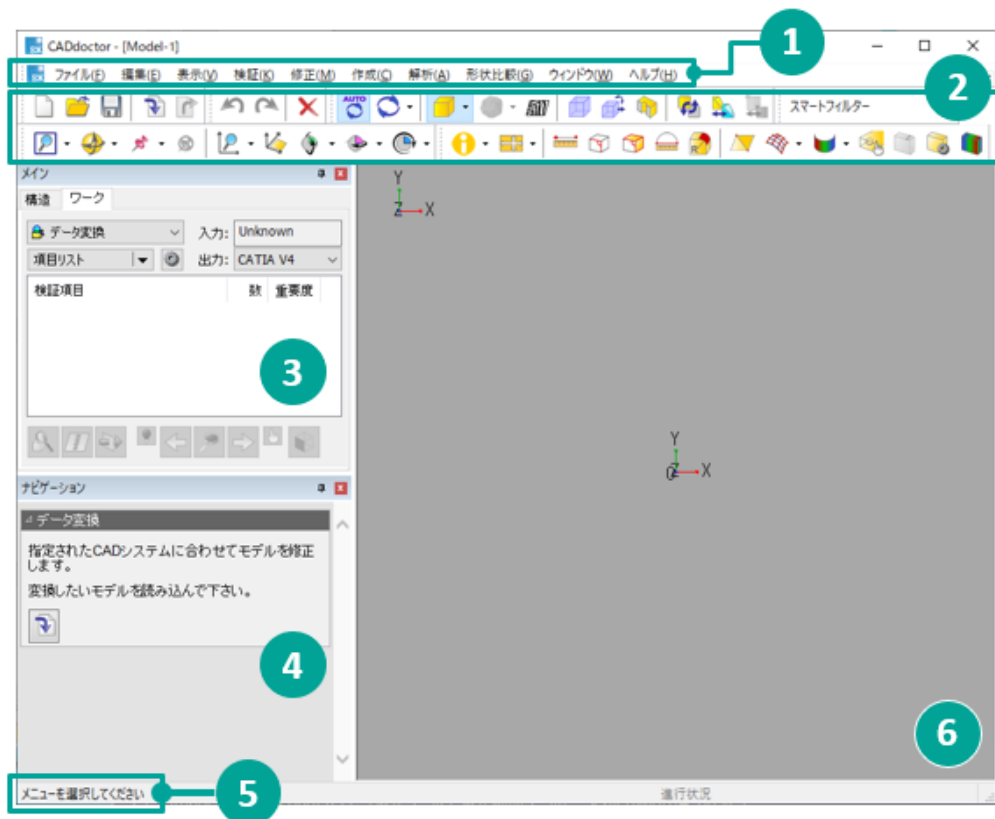 CADdoctor - [Model-1]
1
ファイル(F) 編集(E) 表示(V) 検証(K) 修正(M) 作成(C) 解析(A) 形状比較(G) ウィンドウ(W) ヘルプ(H)
2
AUTO
スマートフィルター
メイン
構造 ワーク
データ変換 入力: Unknown
項目リスト 出力: CATIA V4
検証項目 数 重要度
3
Y
Z X
Y
Z X
ナビゲーション
データ変換
指定されたCADシステムに合わせてモデルを修正
します。
変換したいモデルを読み込んで下さい。
4
6
メニューを選択してください
5
進行状況